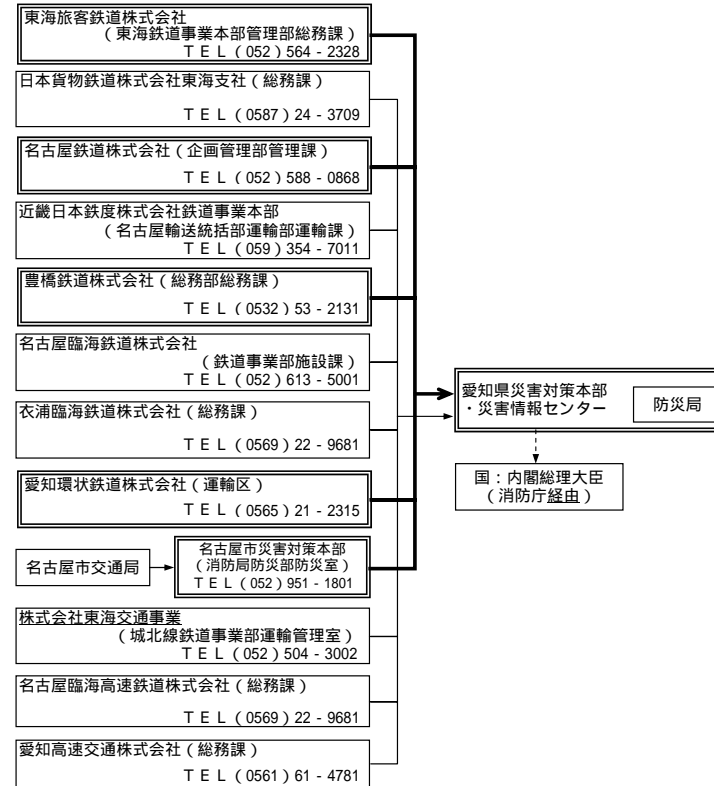 東海旅客鉄道株式会社
（東海鉄道事業本部管理部総務課）
ＴＥＬ（052）564－2328
日本貨物鉄道株式会社東海支社（総務課）
ＴＥＬ（0587）24－3709
名古屋鉄道株式会社（企画管理部管理課）
ＴＥＬ（052）588－0868
近畿日本鉄度株式会社鉄道事業本部
（名古屋輸送統括部運輸部運輸課）
ＴＥＬ（059）354－7011
豊橋鉄道株式会社（総務部総務課）
ＴＥＬ（0532）53－2131
名古屋臨海鉄道株式会社
（鉄道事業部施設課）
ＴＥＬ（052）613－5001
衣浦臨海鉄道株式会社（総務課）
ＴＥＬ（0569）22－9681
愛知環状鉄道株式会社（運輸区）
ＴＥＬ（0565）21－2315
名古屋市交通局
名古屋市災害対策本部
（消防局防災部防災室）
ＴＥＬ（052）951－1801
株式会社東海交通事業
（城北線鉄道事業部運輸管理室）
ＴＥＬ（052）504－3002
名古屋臨海高速鉄道株式会社（総務課）
ＴＥＬ（0569）22－9681
愛知高速交通株式会社（総務課）
ＴＥＬ（0561）61－4781
愛知県災害対策本部
・災害情報センター
防災局
国：内閣総理大臣
（消防庁経由）